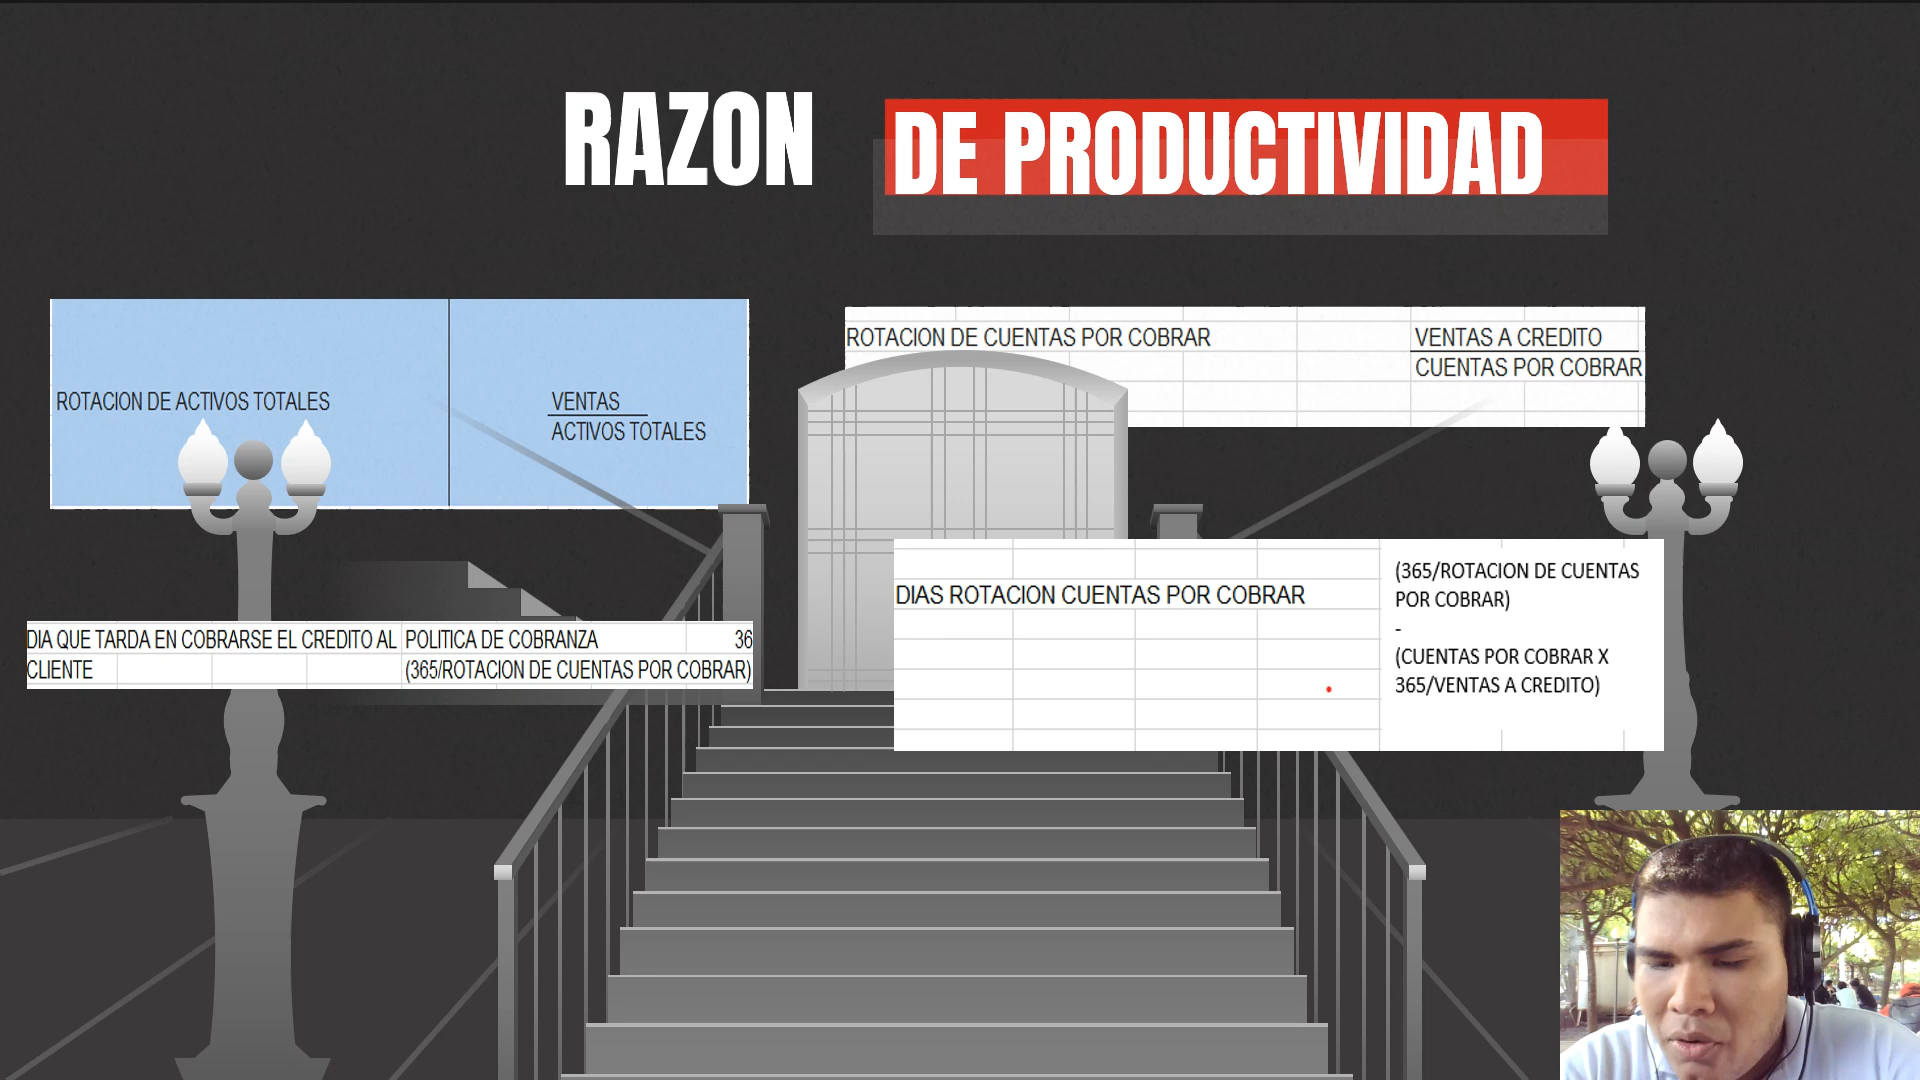 RAZON DE PRODUCTIVIDAD
ROTACION DE ACTIVOS TOTALES
VENTAS
ACTIVOS TOTALES
ROTACION DE CUENTAS POR COBRAR
VENTAS A CREDITO
CUENTAS POR COBRAR
DIA QUE TARDA EN COBRARSE EL CREDITO AL
CLIENTE
POLITICA DE COBRANZA 36
(365/ROTACION DE CUENTAS POR COBRAR)
DIAS ROTACION CUENTAS POR COBRAR
(365/ROTACION DE CUENTAS
POR COBRAR)
-
(CUENTAS POR COBRAR X
365/VENTAS A CREDITO)